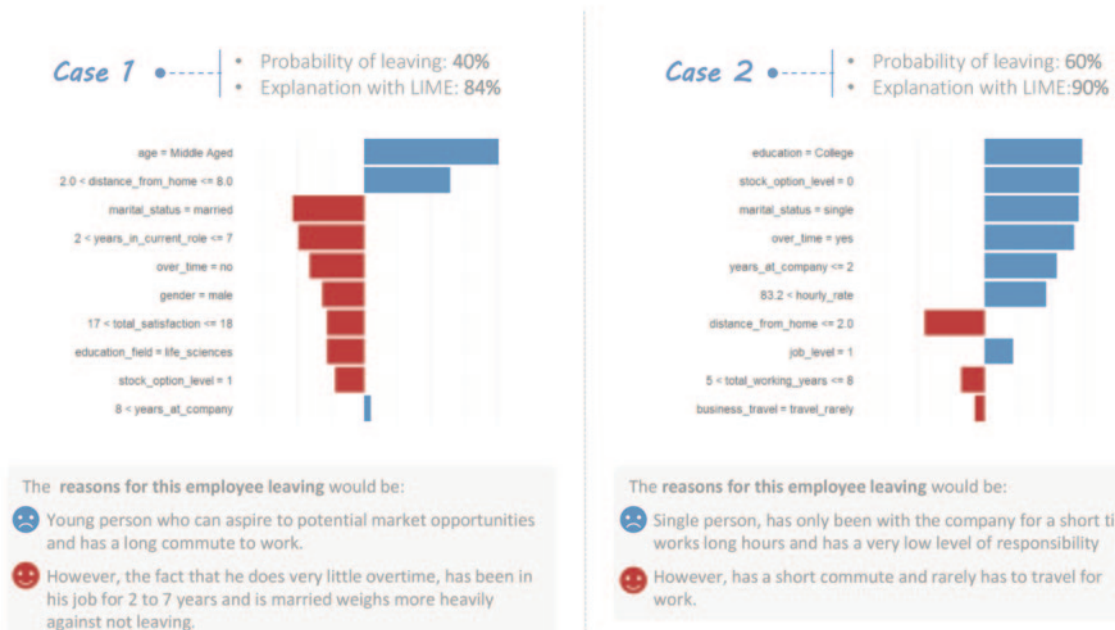 Case 1
• Probability of leaving: 40%
• Explanation with LIME: 84%
age = Middle Aged
2.0 < distance_from_home <= 8.0
marital_status = married
2 < years_in_current_role <= 7
over_time = no
gender = male
17 < total_satisfaction <= 18
education_field = life_sciences
stock_option_level = 1
8 < years_at_company
The reasons for this employee leaving would be:
Young person who can aspire to potential market opportunities
and has a long commute to work.
However, the fact that he does very little overtime, has been in
his job for 2 to 7 years and is married weighs more heavily
against not leaving.
Case 2
• Probability of leaving: 60%
• Explanation with LIME:90%
education = College
stock_option_level = 0
marital_status = single
over_time = yes
years_at_company <= 2
83.2 < hourly_rate
distance_from_home <= 2.0
job_level = 1
5 < total_working_years <= 8
business_travel = travel_rarely
The reasons for this employee leaving would be:
Single person, has only been with the company for a short ti
works long hours and has a very low level of responsibility
However, has a short commute and rarely has to travel for
work.